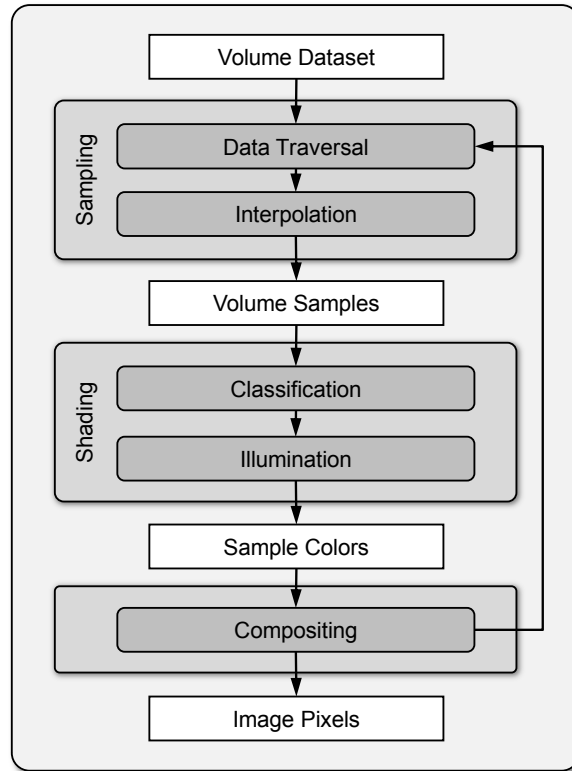 Volume Dataset
Sampling
Data Traversal
Interpolation
Volume Samples
Shading
Classification
Illumination
Sample Colors
Compositing
Image Pixels